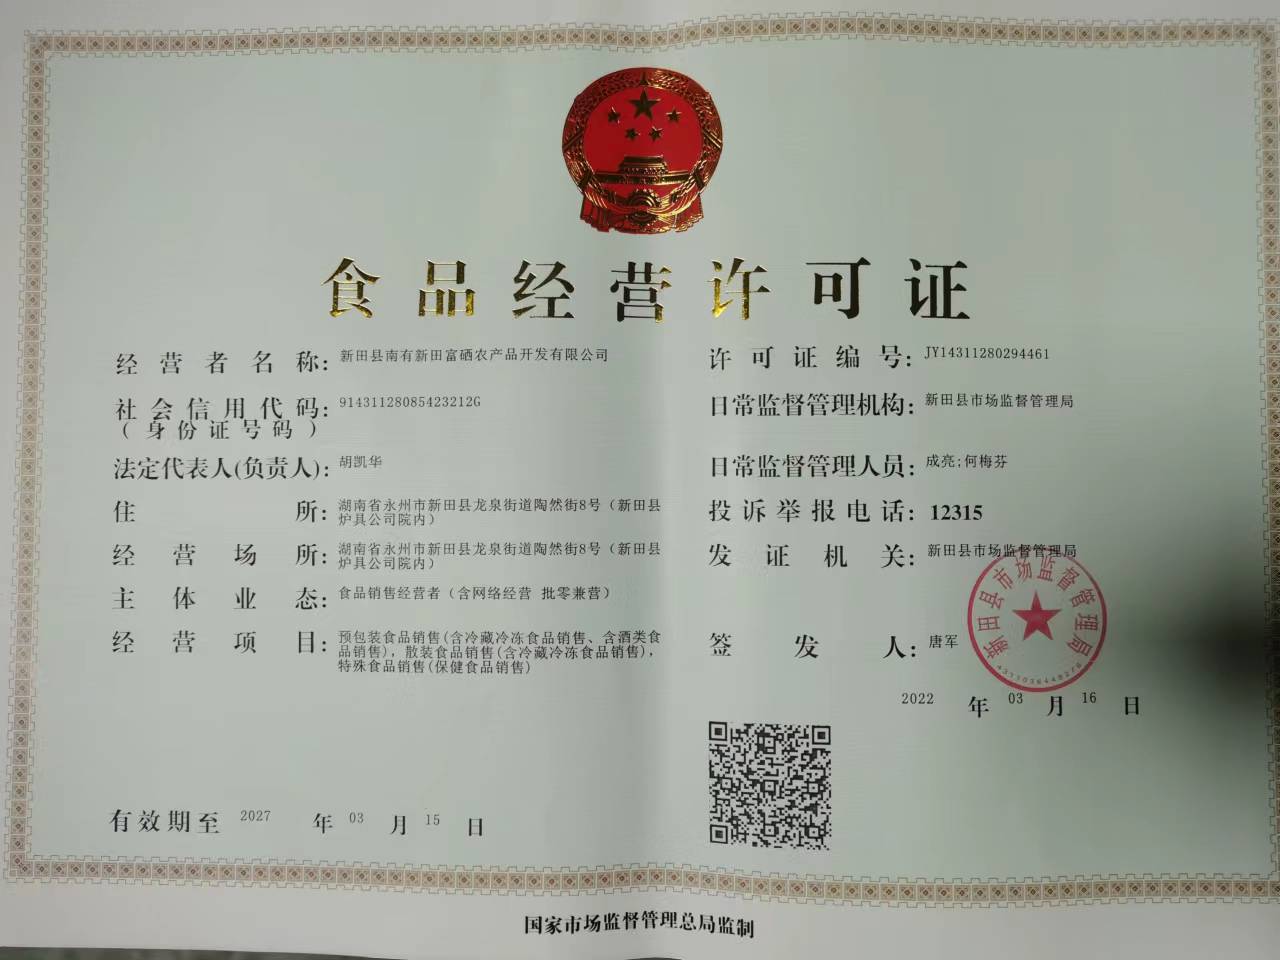 食品经营许可证
经营者名称：新田县南有新田富硒农产品开发有限公司
社会信用代码：91431128085423212G
（身份证号码）
法定代表人(负责人)：胡凯华
住所：湖南省永州市新田县龙泉街道陶然街8号（新田县
炉具公司院内）
经营场所：湖南省永州市新田县龙泉街道陶然街8号（新田县
炉具公司院内）
主体业态：食品销售经营者（含网络经营 批零兼营）
经营项目：预包装食品销售(含冷藏冷冻食品销售、含酒类食
品销售)，散装食品销售(含冷藏冷冻食品销售)，
特殊食品销售(保健食品销售)
有效期至 2027 年 03 月 15 日
许可证编号：JY14311280294461
日常监督管理机构：新田县市场监督管理局
日常监督管理人员：成亮;何梅芬
投诉举报电话：12315
发证机关：新田县市场监督管理局
新田县市场监督管理局
签发人：唐军
2022 年 03 月 16 日
国家市场监督管理总局监制